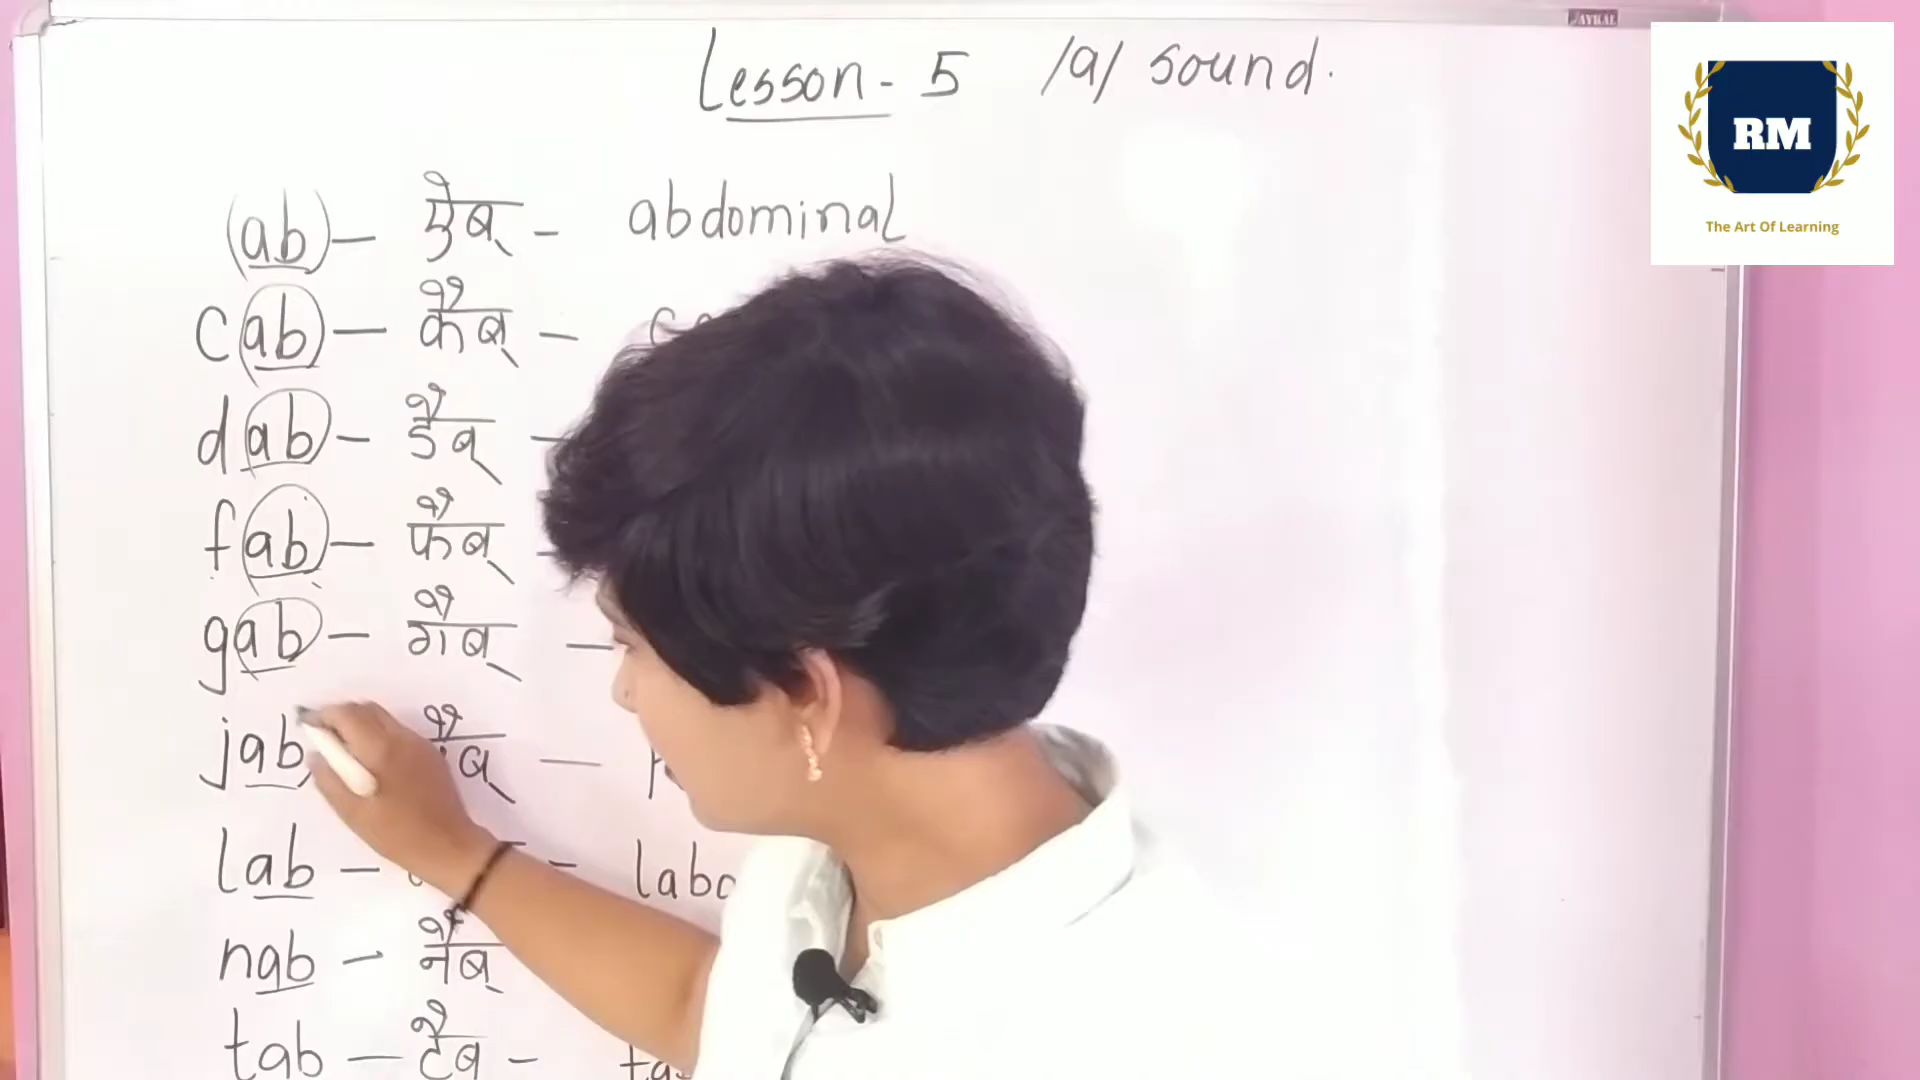 Lesson - 5 /a/ sound.
ab - ऐब् - abdominal
cab - कैब् -
dab - डैब् -
fab - फैब् -
gab - गैब् -
jab -
lab -
nab - नैब्
tab - टैब -
RM
The Art Of Learning